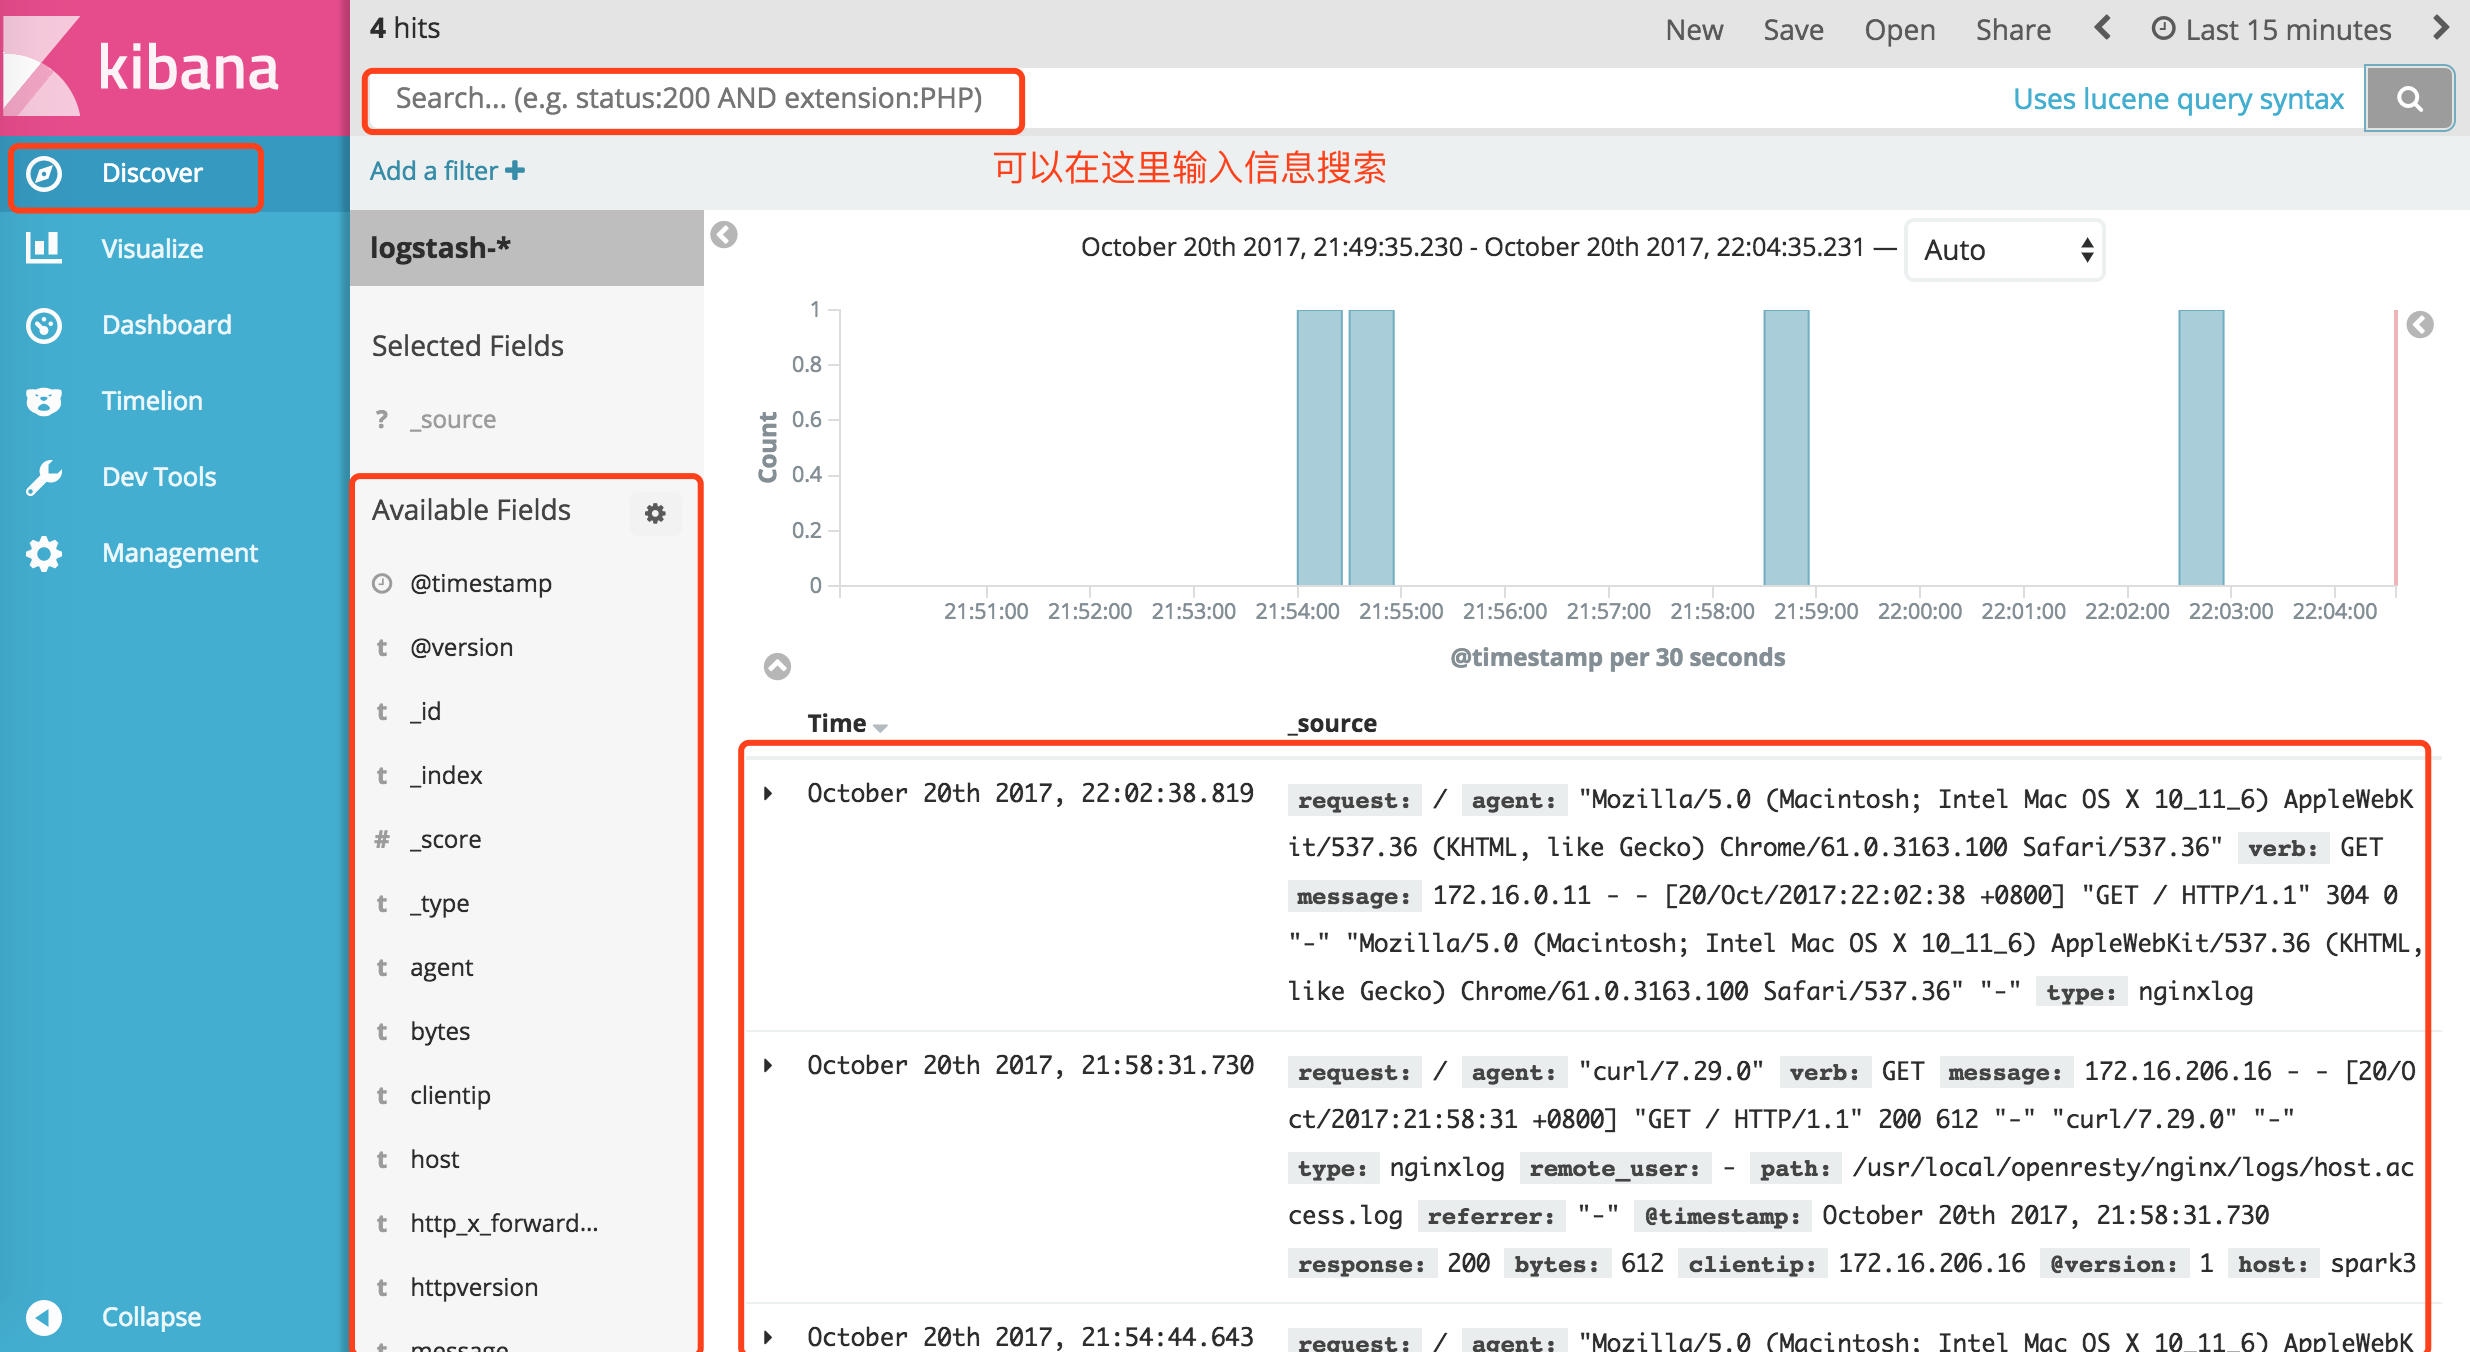 kibana
Discover
Visualize
Dashboard
Timelion
Dev Tools
Management
Collapse
4 hits
New Save Open Share Last 15 minutes
Search... (e.g. status:200 AND extension:PHP) Uses lucene query syntax
Add a filter +
可以在这里输入信息搜索
logstash-*
Selected Fields
? _source
Available Fields
@timestamp
t @version
t _id
t _index
# _score
t _type
t agent
t bytes
t clientip
t host
t http_x_forward...
t httpversion
t message
October 20th 2017, 21:49:35.230 - October 20th 2017, 22:04:35.231 — Auto
Count
1
0.8
0.6
0.4
0.2
0
21:51:00 21:52:00 21:53:00 21:54:00 21:55:00 21:56:00 21:57:00 21:58:00 21:59:00 22:00:00 22:01:00 22:02:00 22:03:00 22:04:00
@timestamp per 30 seconds
Time _source
October 20th 2017, 22:02:38.819 request: / agent: "Mozilla/5.0 (Macintosh; Intel Mac OS X 10_11_6) AppleWebK
it/537.36 (KHTML, like Gecko) Chrome/61.0.3163.100 Safari/537.36" verb: GET
message: 172.16.0.11 - - [20/Oct/2017:22:02:38 +0800] "GET / HTTP/1.1" 304 0
"-" "Mozilla/5.0 (Macintosh; Intel Mac OS X 10_11_6) AppleWebKit/537.36 (KHTML,
like Gecko) Chrome/61.0.3163.100 Safari/537.36" "-" type: nginxlog
October 20th 2017, 21:58:31.730 request: / agent: "curl/7.29.0" verb: GET message: 172.16.206.16 - - [20/O
ct/2017:21:58:31 +0800] "GET / HTTP/1.1" 200 612 "-" "curl/7.29.0" "-"
type: nginxlog remote_user: - path: /usr/local/openresty/nginx/logs/host.ac
cess.log referrer: "-" @timestamp: October 20th 2017, 21:58:31.730
response: 200 bytes: 612 clientip: 172.16.206.16 @version: 1 host: spark3
October 20th 2017, 21:54:44.643 request: / agent: "Mozilla/5.0 (Macintosh; Intel Mac OS X 10_11_6) AppleWebK